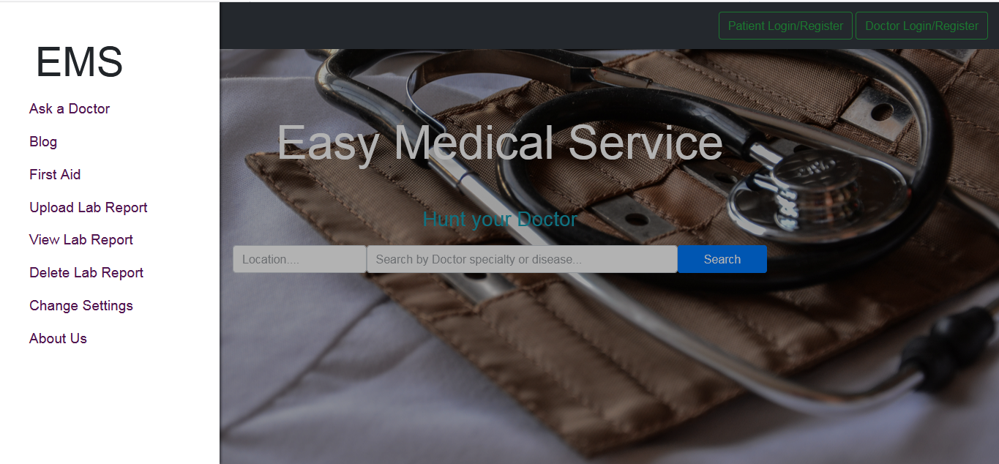 EMS
Ask a Doctor
Blog
First Aid
Upload Lab Report
View Lab Report
Delete Lab Report
Change Settings
About Us
Patient Login/Register
Doctor Login/Register
Easy Medical Service
Hunt your Doctor
Location....
Search by Doctor specialty or disease...
Search